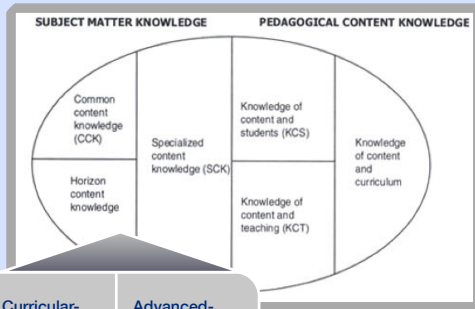 SUBJECT MATTER KNOWLEDGE
PEDAGOGICAL CONTENT KNOWLEDGE
Common
content
knowledge
(CCK)
Horizon
content
knowledge
Specialized
content
knowledge (SCK)
Knowledge of
content and
students (KCS)
Knowledge of
content and
teaching (KCT)
Knowledge
of content
and
curriculum
Curricular-
Advanced-